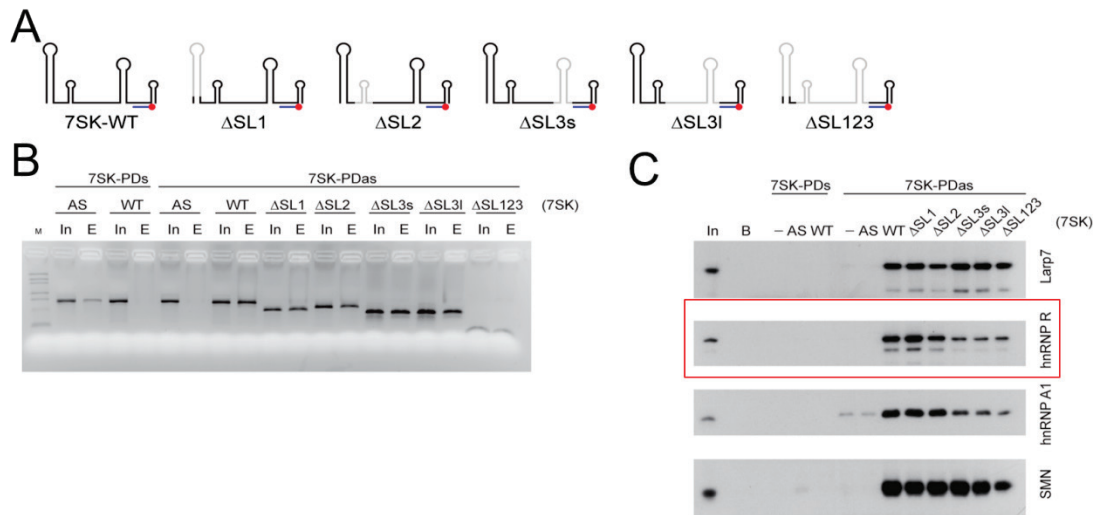 A
7SK-WT ΔSL1 ΔSL2 ΔSL3s ΔSL3l ΔSL123
B
7SK-PDs 7SK-PDas
AS WT AS WT ΔSL1 ΔSL2 ΔSL3s ΔSL3l ΔSL123 (7SK)
M In E In E In E In E In E In E In E In E In E
C
7SK-PDs 7SK-PDas
In B – AS WT – AS WT ΔSL1 ΔSL2 ΔSL3s ΔSL3l ΔSL123 (7SK)
Larp7
hnRNP R
hnRNP A1
SMN